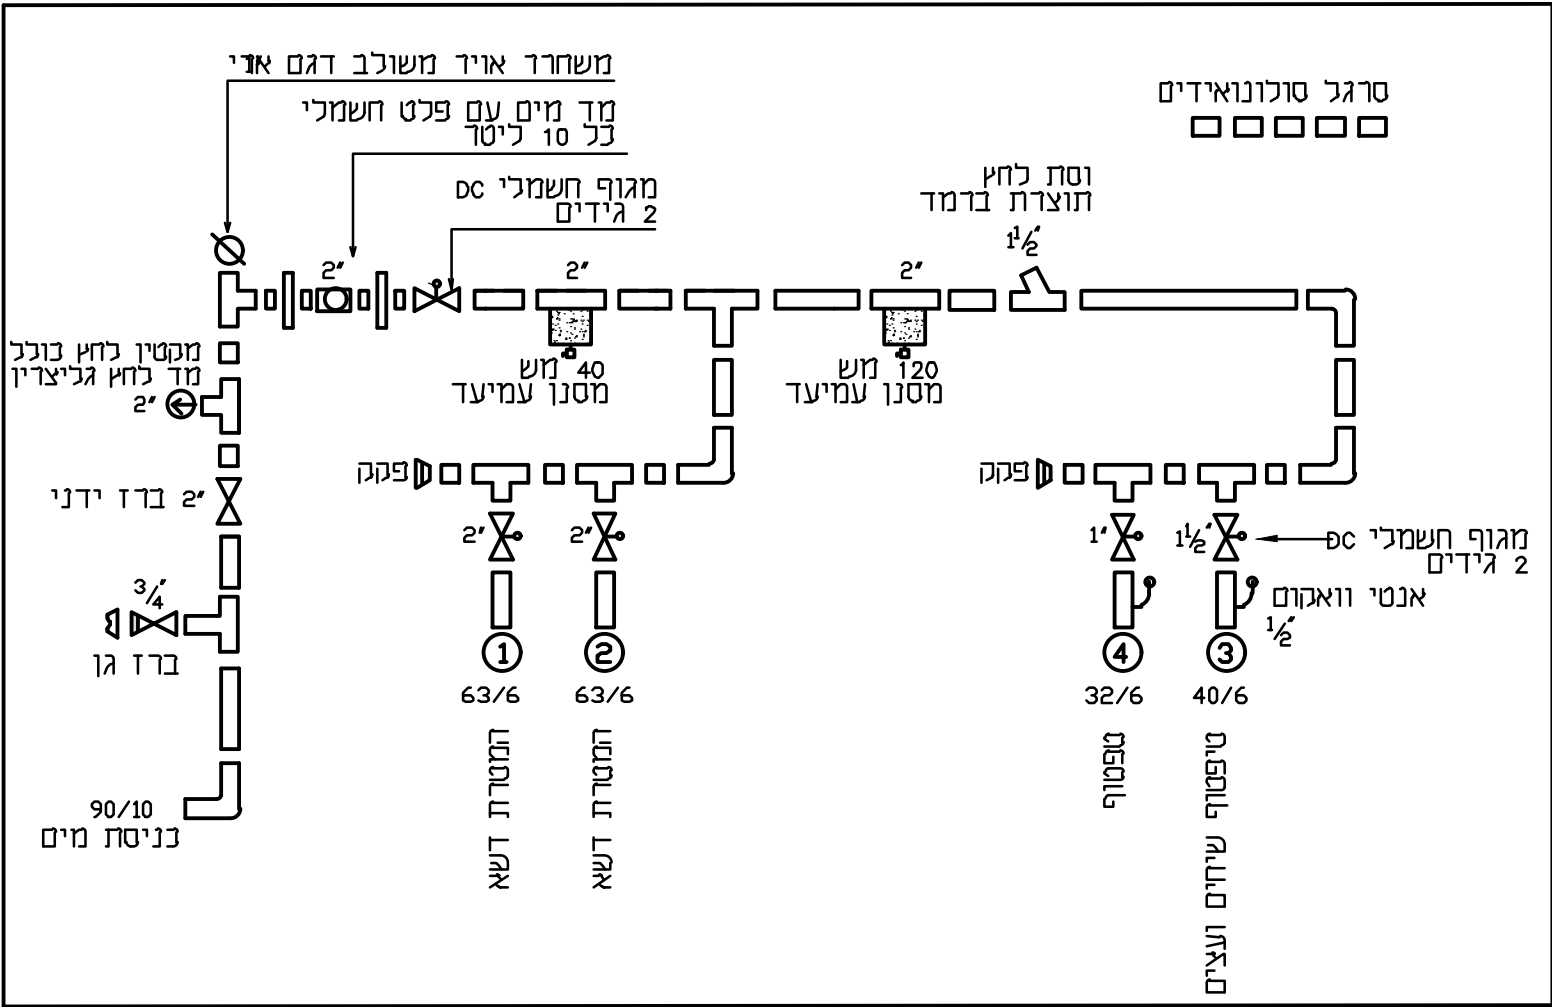 משחרר אויר משולב דגם ארי
מד מים עם פלט חשמלי
כל 10 ליטר
מגוף חשמלי DC
2 גידים
סרגל סולונואידים
וסת לחץ
תוצרת ברמד
1½"
2"
2"
2"
מקטין לחץ כולל
מד לחץ גליצרין
2"
40 מש
מסנן עמיעד
120 מש
מסנן עמיעד
ברז ידני 2"
פקק
פקק
2"
2"
1"
1½"
מגוף חשמלי DC
2 גידים
3/4"
ברז גן
אנטי וואקום
½"
1
2
4
3
63/6
63/6
32/6
40/6
המטרת דשא
המטרת דשא
טפטוף
טיפטוף שיחים ועצים
90/10
כניסת מים